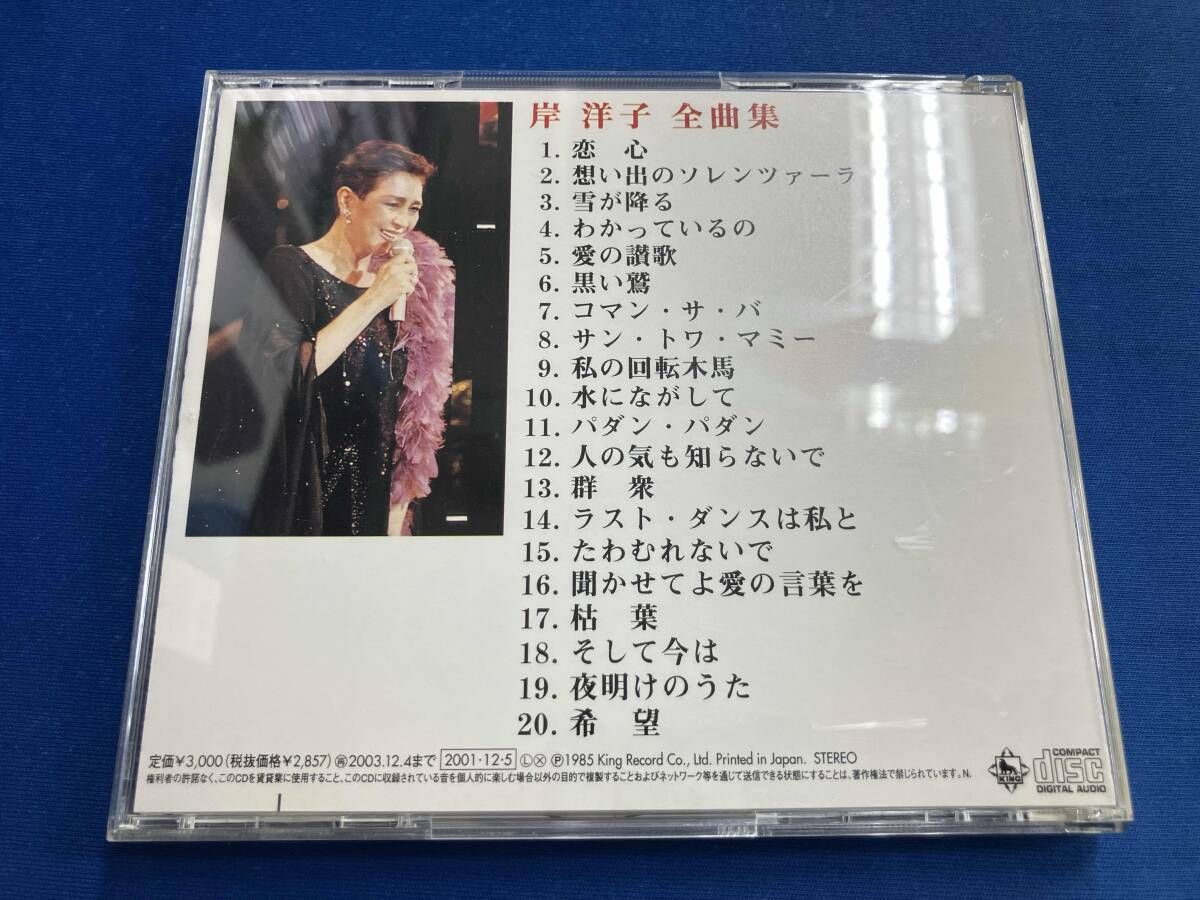 岸 洋子 全曲集
1. 恋 心
2. 想い出のソレンツァーラ
3. 雪が降る
4. わかっているの
5. 愛の讃歌
6. 黒い鷲
7. コマン・サ・バ
8. サン・トワ・マミー
9. 私の回転木馬
10. 水にながして
11. パダン・パダン
12. 人の気も知らないで
13. 群 衆
14. ラスト・ダンスは私と
15. たわむれないで
16. 聞かせてよ愛の言葉を
17. 枯 葉
18. そして今は
19. 夜明けのうた
20. 希 望
定価¥3,000(税抜価格¥2,857) ㊢2003.12.4まで 2001・12・5 Ⓛ Ⓧ Ⓟ1985 King Record Co., Ltd. Printed in Japan. STEREO
権利者の許諾なく、このCDを賃貸業に使用すること、このCDに収録されている音を個人的に楽しむ場合以外の目的で複製することおよびネットワーク等を通じて送信できる状態にすることは、著作権法で禁じられています。N.
KING
COMPACT
disc
DIGITAL AUDIO